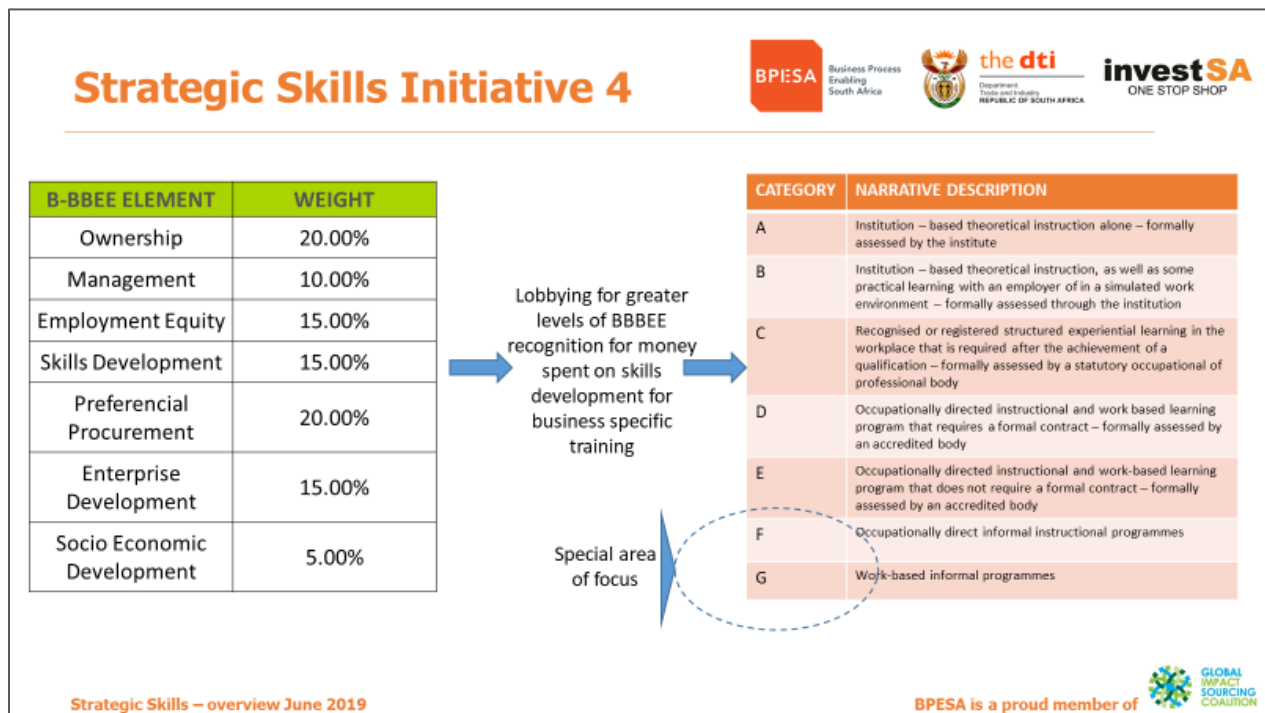 Strategic Skills Initiative 4
BPESA
Business Process
Enabling
South Africa
the dti
Department
Trade and Industry
REPUBLIC OF SOUTH AFRICA
investSA
ONE STOP SHOP
B-BBEE ELEMENT WEIGHT
Ownership 20.00%
Management 10.00%
Employment Equity 15.00%
Skills Development 15.00%
Preferencial
Procurement
20.00%
Enterprise
Development
15.00%
Socio Economic
Development
5.00%
Lobbying for greater
levels of BBBEE
recognition for money
spent on skills
development for
business specific
training
Special area
of focus
CATEGORY NARRATIVE DESCRIPTION
A
Institution – based theoretical instruction alone – formally
assessed by the institute
B
Institution – based theoretical instruction, as well as some
practical learning with an employer of in a simulated work
environment – formally assessed through the institution
C
Recognised or registered structured experiential learning in the
workplace that is required after the achievement of a
qualification – formally assessed by a statutory occupational of
professional body
D
Occupationally directed instructional and work based learning
program that requires a formal contract – formally assessed by
an accredited body
E
Occupationally directed instructional and work-based learning
program that does not require a formal contract – formally
assessed by an accredited body
F
Occupationally direct informal instructional programmes
G
Work-based informal programmes
Strategic Skills – overview June 2019
BPESA is a proud member of
GLOBAL
IMPACT
SOURCING
COALITION